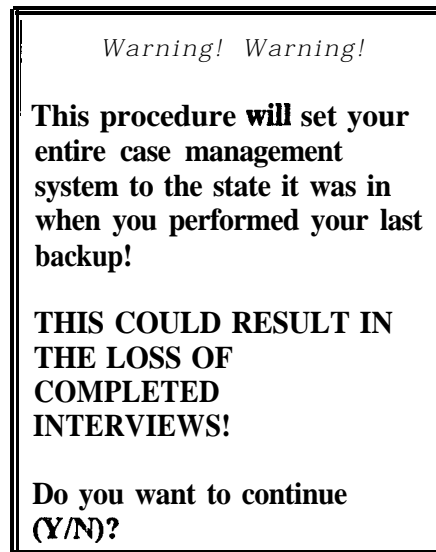 Warning! Warning!
This procedure will set your
entire case management
system to the state it was in
when you performed your last
backup!
THIS COULD RESULT IN
THE LOSS OF
COMPLETED
INTERVIEWS!
Do you want to continue
(Y/N)?